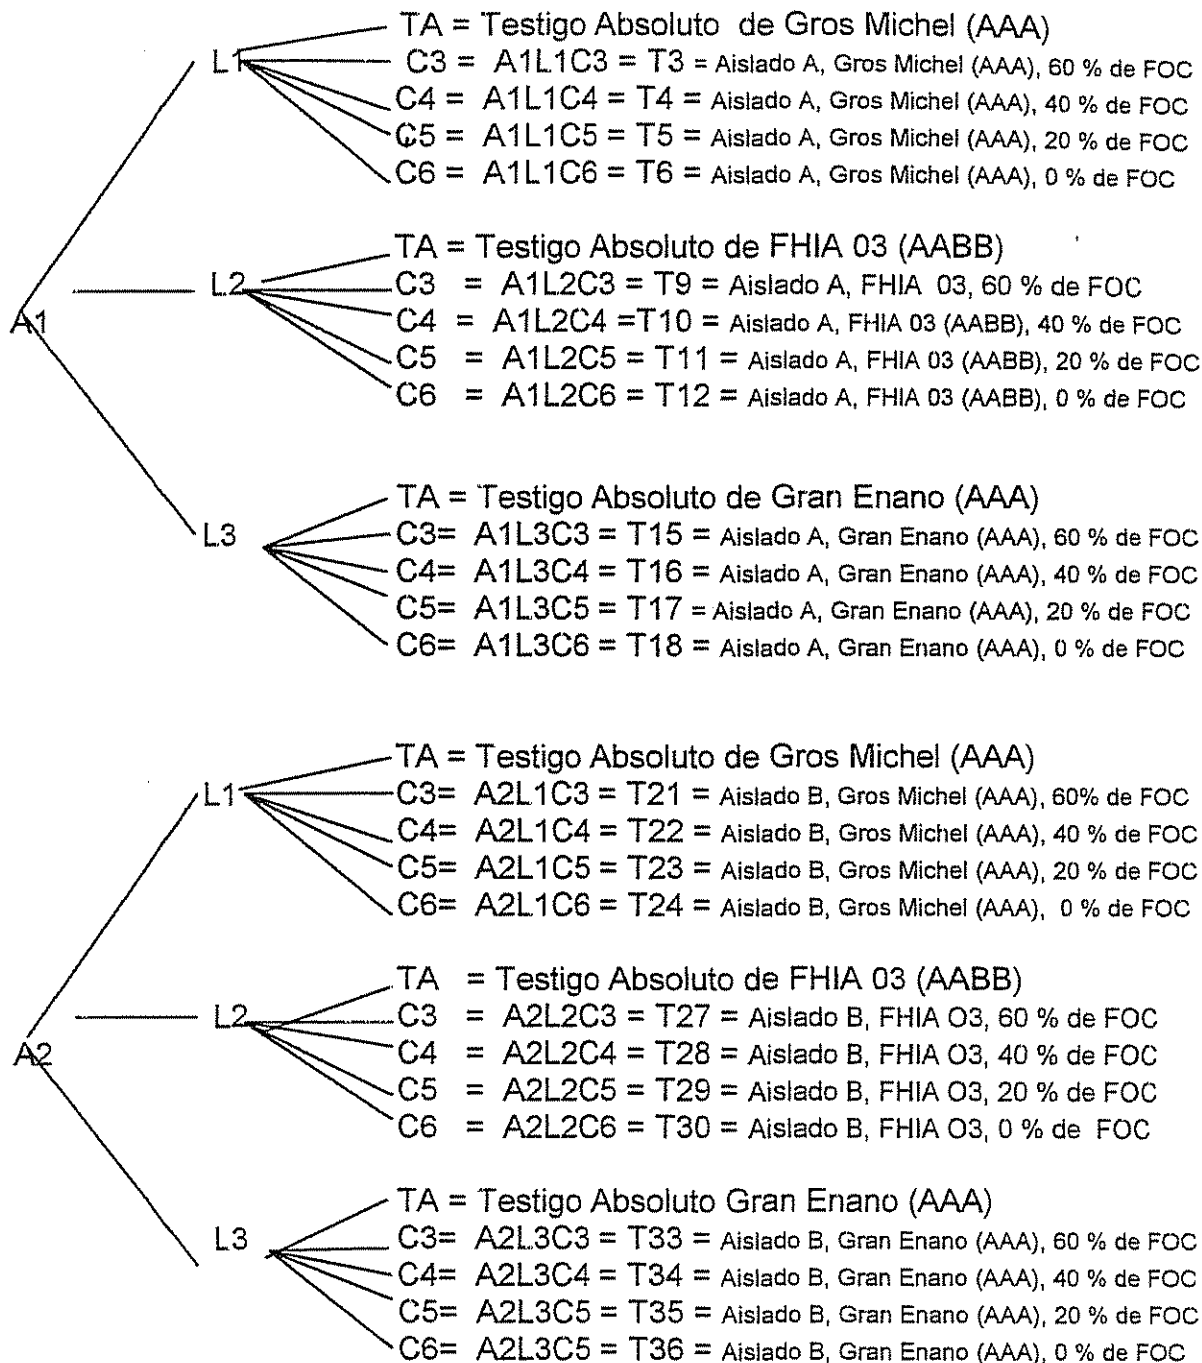 TA = Testigo Absoluto de Gros Michel (AAA)
L1
C3 = A1L1C3 = T3 = Aislado A, Gros Michel (AAA), 60 % de FOC
C4 = A1L1C4 = T4 = Aislado A, Gros Michel (AAA), 40 % de FOC
C5 = A1L1C5 = T5 = Aislado A, Gros Michel (AAA), 20 % de FOC
C6 = A1L1C6 = T6 = Aislado A, Gros Michel (AAA), 0 % de FOC
TA = Testigo Absoluto de FHIA 03 (AABB)
L2
C3 = A1L2C3 = T9 = Aislado A, FHIA 03, 60 % de FOC
A1
C4 = A1L2C4 =T10 = Aislado A, FHIA 03 (AABB), 40 % de FOC
C5 = A1L2C5 = T11 = Aislado A, FHIA 03 (AABB), 20 % de FOC
C6 = A1L2C6 = T12 = Aislado A, FHIA 03 (AABB), 0 % de FOC
TA = Testigo Absoluto de Gran Enano (AAA)
L3
C3= A1L3C3 = T15 = Aislado A, Gran Enano (AAA), 60 % de FOC
C4= A1L3C4 = T16 = Aislado A, Gran Enano (AAA), 40 % de FOC
C5= A1L3C5 = T17 = Aislado A, Gran Enano (AAA), 20 % de FOC
C6= A1L3C6 = T18 = Aislado A, Gran Enano (AAA), 0 % de FOC
TA = Testigo Absoluto de Gros Michel (AAA)
L1
C3= A2L1C3 = T21 = Aislado B, Gros Michel (AAA), 60% de FOC
C4= A2L1C4 = T22 = Aislado B, Gros Michel (AAA), 40 % de FOC
C5= A2L1C5 = T23 = Aislado B, Gros Michel (AAA), 20 % de FOC
C6= A2L1C6 = T24 = Aislado B, Gros Michel (AAA), 0 % de FOC
TA = Testigo Absoluto de FHIA 03 (AABB)
L2
C3 = A2L2C3 = T27 = Aislado B, FHIA O3, 60 % de FOC
A2
C4 = A2L2C4 = T28 = Aislado B, FHIA O3, 40 % de FOC
C5 = A2L2C5 = T29 = Aislado B, FHIA O3, 20 % de FOC
C6 = A2L2C6 = T30 = Aislado B, FHIA O3, 0 % de FOC
TA = Testigo Absoluto Gran Enano (AAA)
L3
C3= A2L3C3 = T33 = Aislado B, Gran Enano (AAA), 60 % de FOC
C4= A2L3C4 = T34 = Aislado B, Gran Enano (AAA), 40 % de FOC
C5= A2L3C5 = T35 = Aislado B, Gran Enano (AAA), 20 % de FOC
C6= A2L3C5 = T36 = Aislado B, Gran Enano (AAA), 0 % de FOC